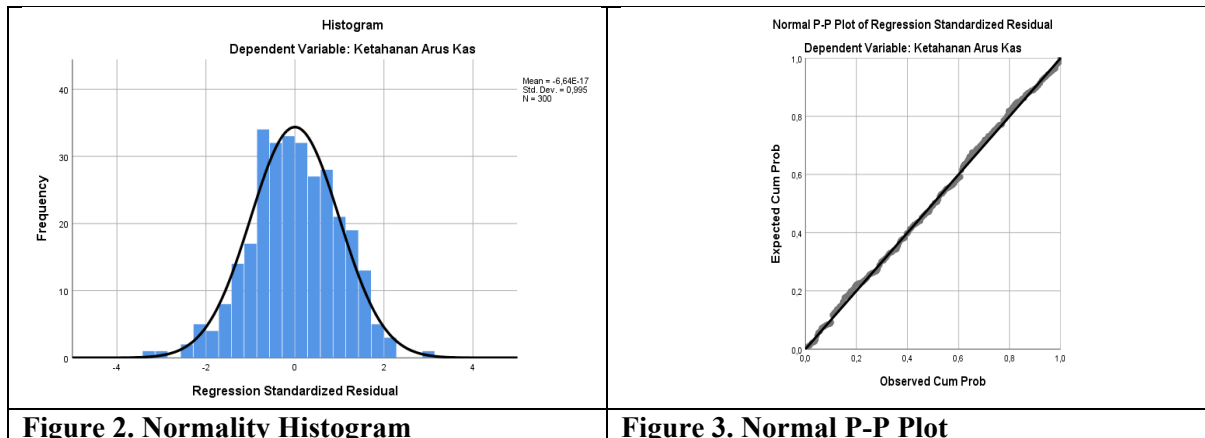 Histogram
Dependent Variable: Ketahanan Arus Kas
Mean = -6,64E-17
Std. Dev. = 0,995
N = 300
40
30
20
10
0
Frequency
-4
-2
0
2
4
Regression Standardized Residual
Figure 2. Normality Histogram
Normal P-P Plot of Regression Standardized Residual
Dependent Variable: Ketahanan Arus Kas
1,0
0,8
0,6
0,4
0,2
0,0
Expected Cum Prob
0,0
0,2
0,4
0,6
0,8
1,0
Observed Cum Prob
Figure 3. Normal P-P Plot